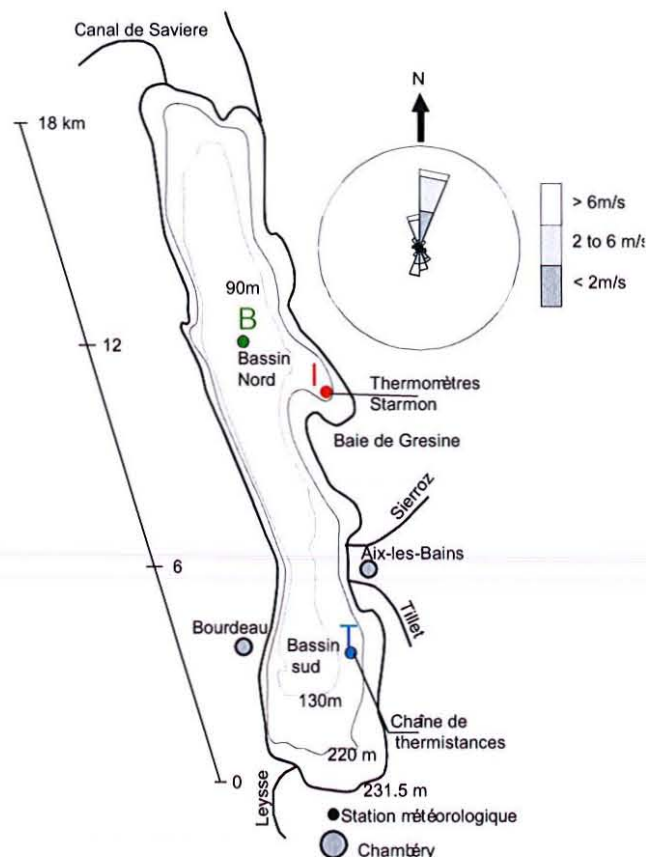 Canal de Saviere
N
18 km
> 6m/s
2 to 6 m/s
< 2m/s
90m
B
12
Bassin
Nord
I
Thermomètres
Starmon
Baie de Gresine
Sierroz
Aix-les-Bains
6
Tillet
Bourdeau
T
Bassin
sud
130m
Chaîne de
thermistances
220 m
0
231.5 m
Leysse
Station météorologique
Chambéry